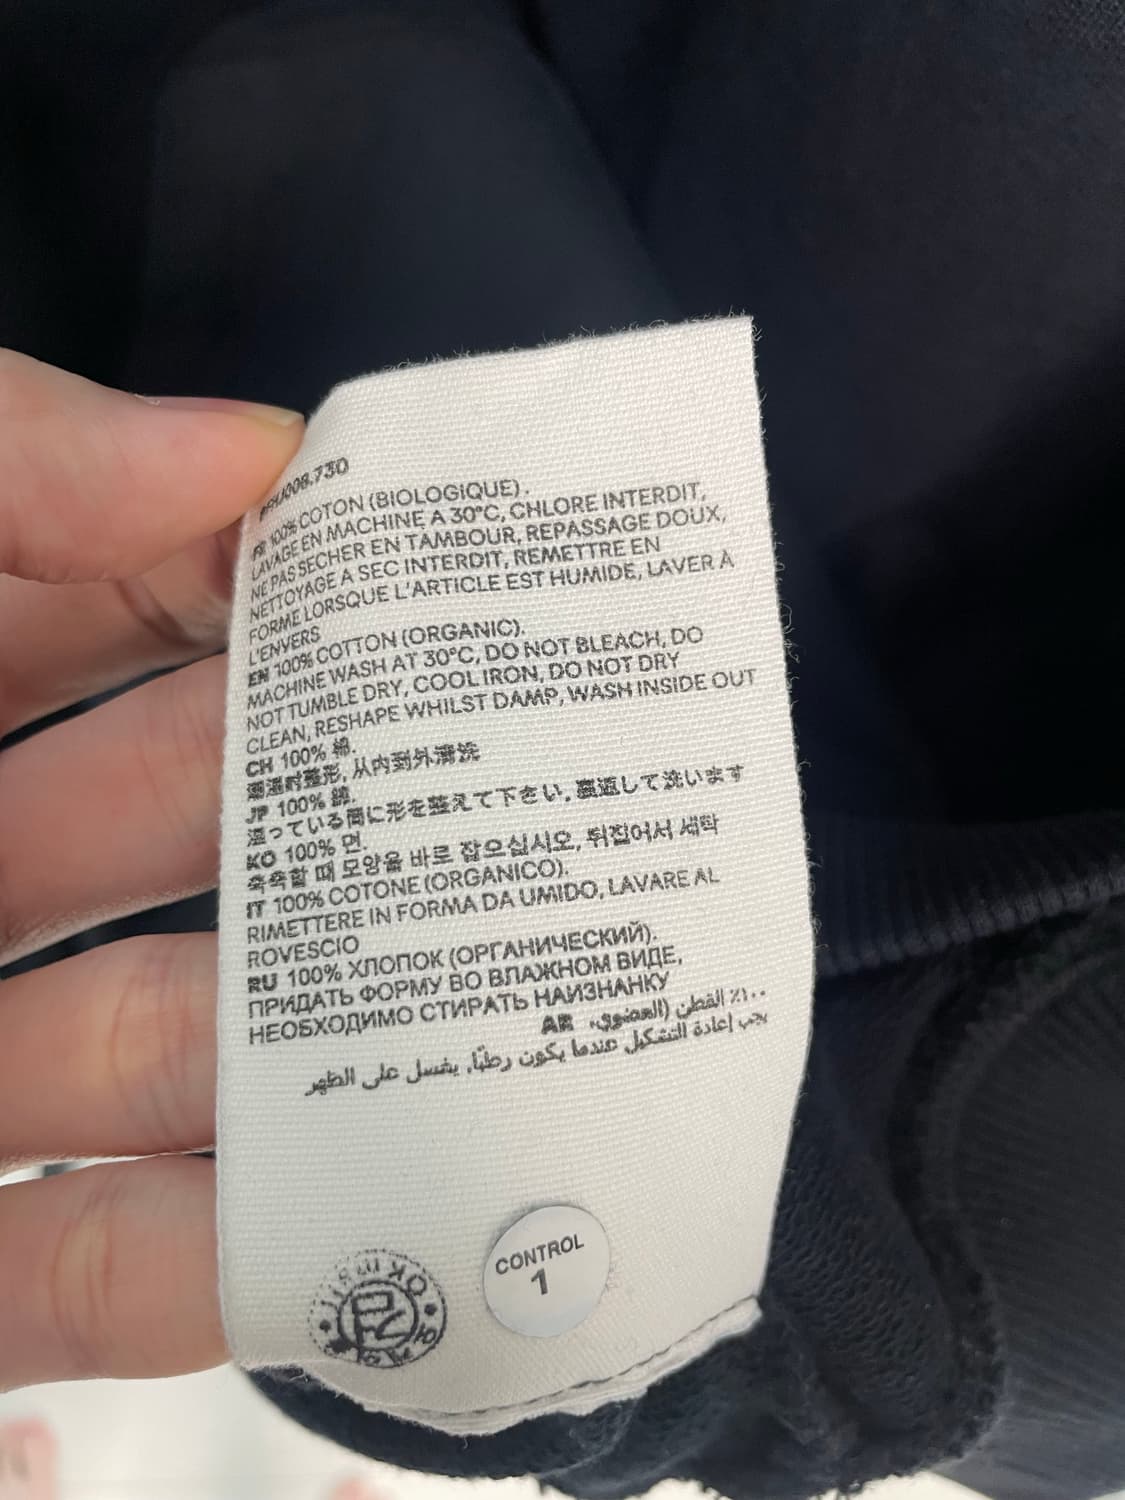 100% COTON (BIOLOGIQUE).
LAVAGE EN MACHINE A 30°C, CHLORE INTERDIT,
NE PAS SECHER EN TAMBOUR, REPASSAGE DOUX,
NETTOYAGE A SEC INTERDIT, REMETTRE EN
FORME LORSQUE L'ARTICLE EST HUMIDE, LAVER À
L'ENVERS
EN 100% COTTON (ORGANIC).
MACHINE WASH AT 30°C, DO NOT BLEACH, DO
NOT TUMBLE DRY, COOL IRON, DO NOT DRY
CLEAN, RESHAPE WHILST DAMP, WASH INSIDE OUT
CH 100% 棉.
潮湿时整形, 从内到外清洗
JP 100% 綿.
湿っている間に形を整えて下さい, 裏返して洗います
KO 100% 면.
축축할 때 모양을 바로 잡으십시오, 뒤집어서 세탁
IT 100% COTONE (ORGANICO).
RIMETTERE IN FORMA DA UMIDO, LAVARE AL
ROVESCIO
RU 100% ХЛОПОК (ОРГАНИЧЕСКИЙ).
ПРИДАТЬ ФОРМУ ВО ВЛАЖНОМ ВИДЕ,
НЕОБХОДИМО СТИРАТЬ НАИЗНАНКУ
AR ١٠٠٪ القطن (العضوي).
يجب إعادة التشكيل عندما يكون رطبًا, يغسل على الظهر
CONTROL
1